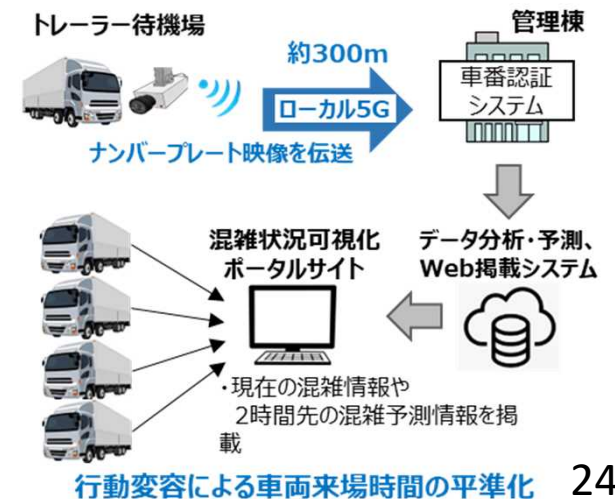 トレーラー待機場
管理棟
約300m
ローカル5G
車番認証
システム
ナンバープレート映像を伝送
混雑状況可視化
ポータルサイト
データ分析・予測、
Web掲載システム
・現在の混雑情報や
2時間先の混雑予測情報を掲
載
行動変容による車両来場時間の平準化
24